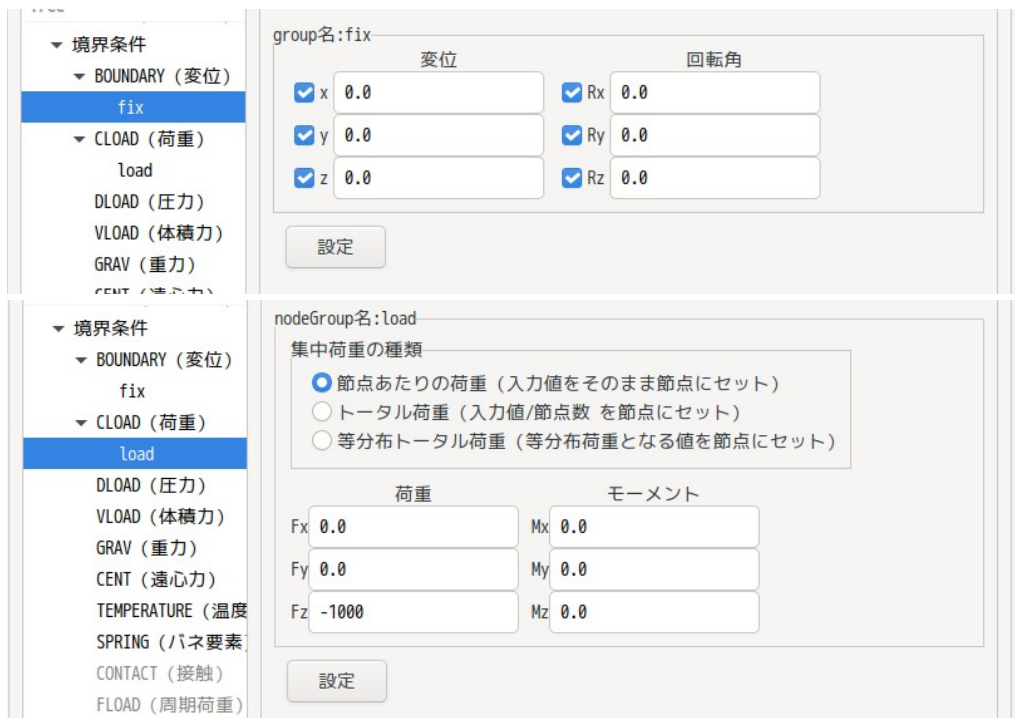 境界条件
BOUNDARY (変位)
fix
CLOAD (荷重)
load
DLOAD (圧力)
VLOAD (体積力)
GRAV (重力)
group名:fix
変位 回転角
x 0.0 Rx 0.0
y 0.0 Ry 0.0
z 0.0 Rz 0.0
設定
境界条件
BOUNDARY (変位)
fix
CLOAD (荷重)
load
DLOAD (圧力)
VLOAD (体積力)
GRAV (重力)
CENT (遠心力)
TEMPERATURE (温度
SPRING (バネ要素)
CONTACT (接触)
FLOAD (周期荷重)
nodeGroup名:load
集中荷重の種類
節点あたりの荷重 (入力値をそのまま節点にセット)
トータル荷重 (入力値/節点数 を節点にセット)
等分布トータル荷重 (等分布荷重となる値を節点にセット)
荷重 モーメント
Fx 0.0 Mx 0.0
Fy 0.0 My 0.0
Fz -1000 Mz 0.0
設定